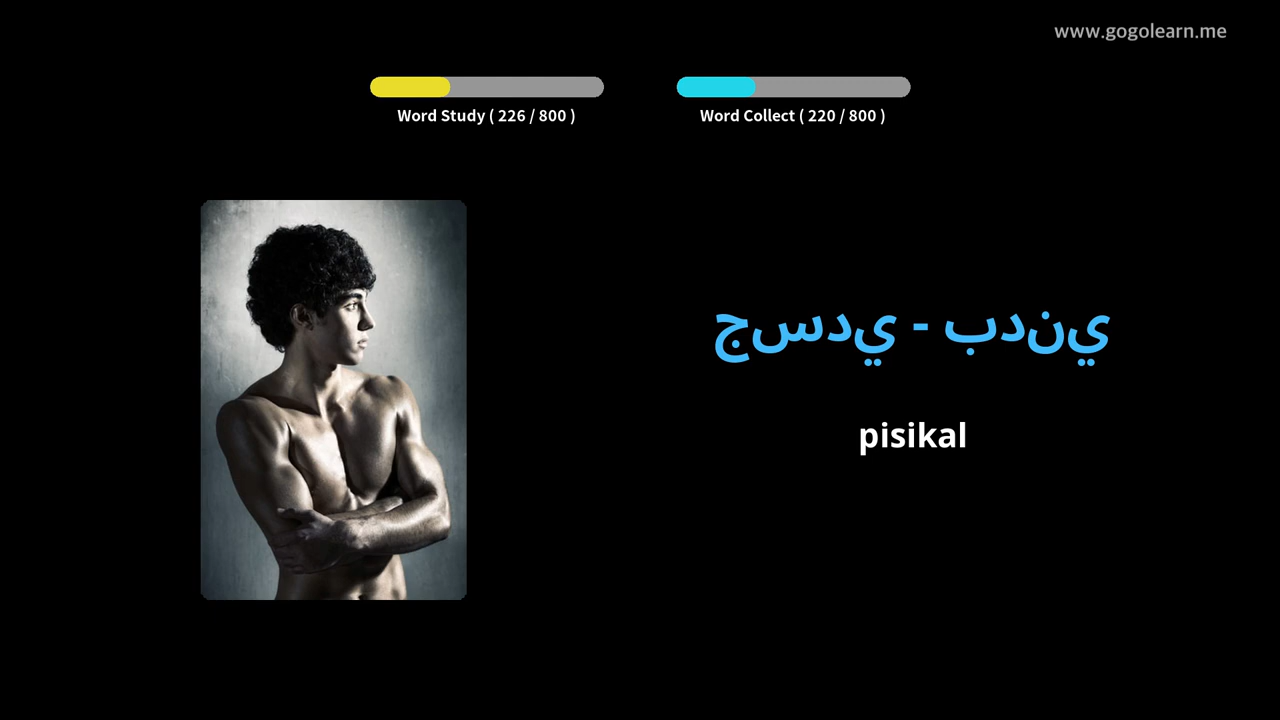 www.gogolearn.me
Word Study ( 226 / 800 )
Word Collect ( 220 / 800 )
جسدي - بدني
pisikal